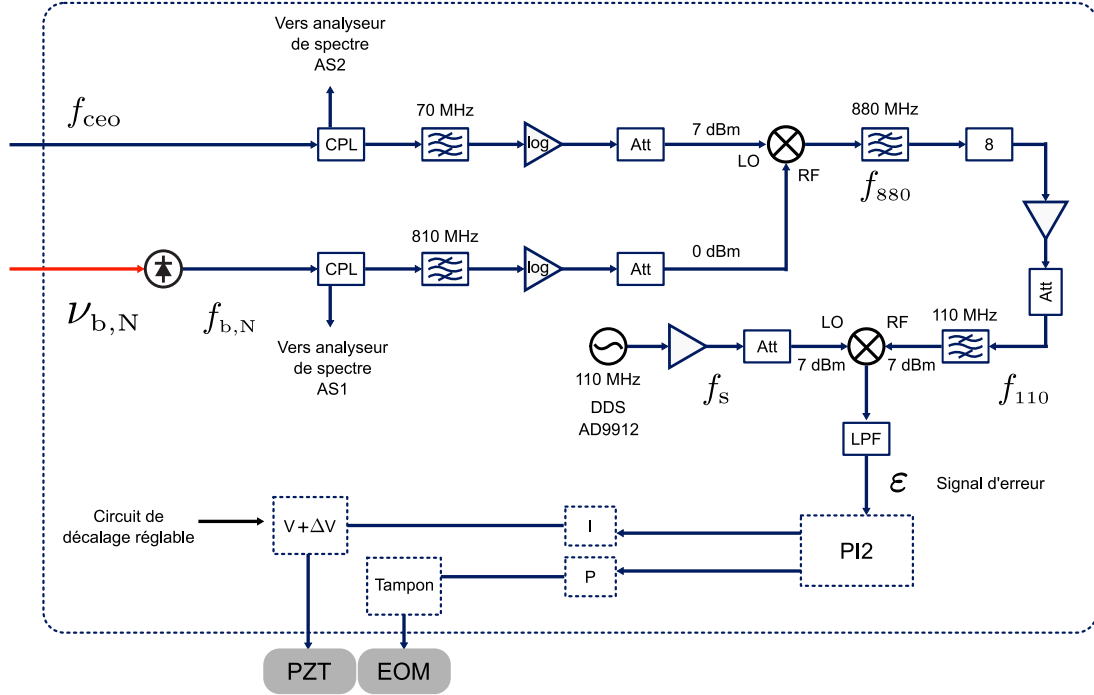 Vers analyseur
de spectre
AS2
f_ceo
CPL
70 MHz
log
Att
7 dBm
LO
RF
880 MHz
f_880
8
ν_b,N
f_b,N
CPL
810 MHz
log
Att
0 dBm
Att
Vers analyseur
de spectre
AS1
110 MHz
DDS
AD9912
f_s
Att
LO
7 dBm
RF
7 dBm
110 MHz
f_110
LPF
ε
Signal d'erreur
Circuit de
décalage réglable
V+ΔV
I
P
PI2
Tampon
PZT
EOM